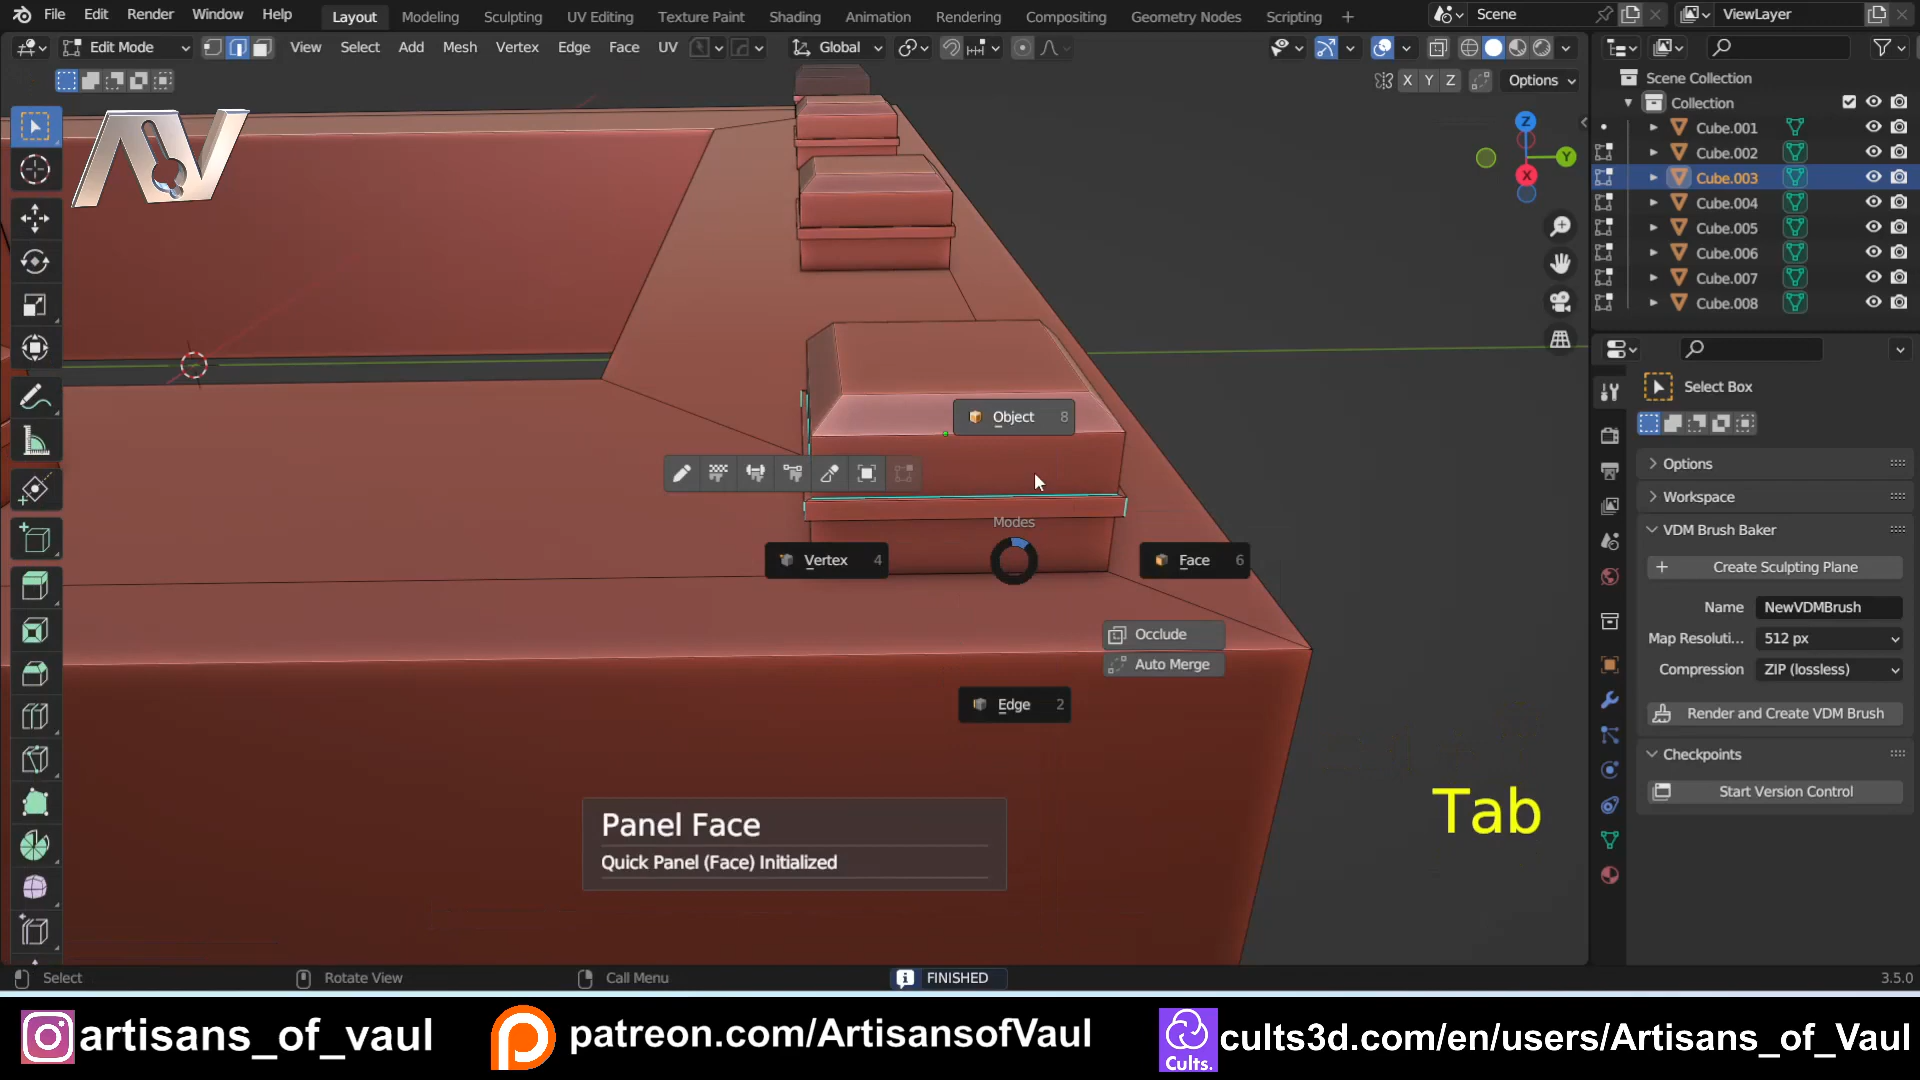 File Edit Render Window Help Layout Modeling Sculpting UV Editing Texture Paint Shading Animation Rendering Compositing Geometry Nodes Scripting + Scene ViewLayer
Edit Mode View Select Add Mesh Vertex Edge Face UV Global
X Y Z Options
Scene Collection
Collection
Cube.001
Cube.002
Cube.003
Cube.004
Cube.005
Cube.006
Cube.007
Cube.008
AV
Z
Y
X
Object 8
Modes
Vertex 4
Face 6
Occlude
Auto Merge
Edge 2
Select Box
Options
Workspace
VDM Brush Baker
Create Sculpting Plane
Name NewVDMBrush
Map Resoluti... 512 px
Compression ZIP (lossless)
Render and Create VDM Brush
Checkpoints
Start Version Control
Tab
Panel Face
Quick Panel (Face) Initialized
Select Rotate View Call Menu FINISHED 3.5.0
artisans_of_vaul patreon.com/ArtisansofVaul Cults. cults3d.com/en/users/Artisans_of_Vaul